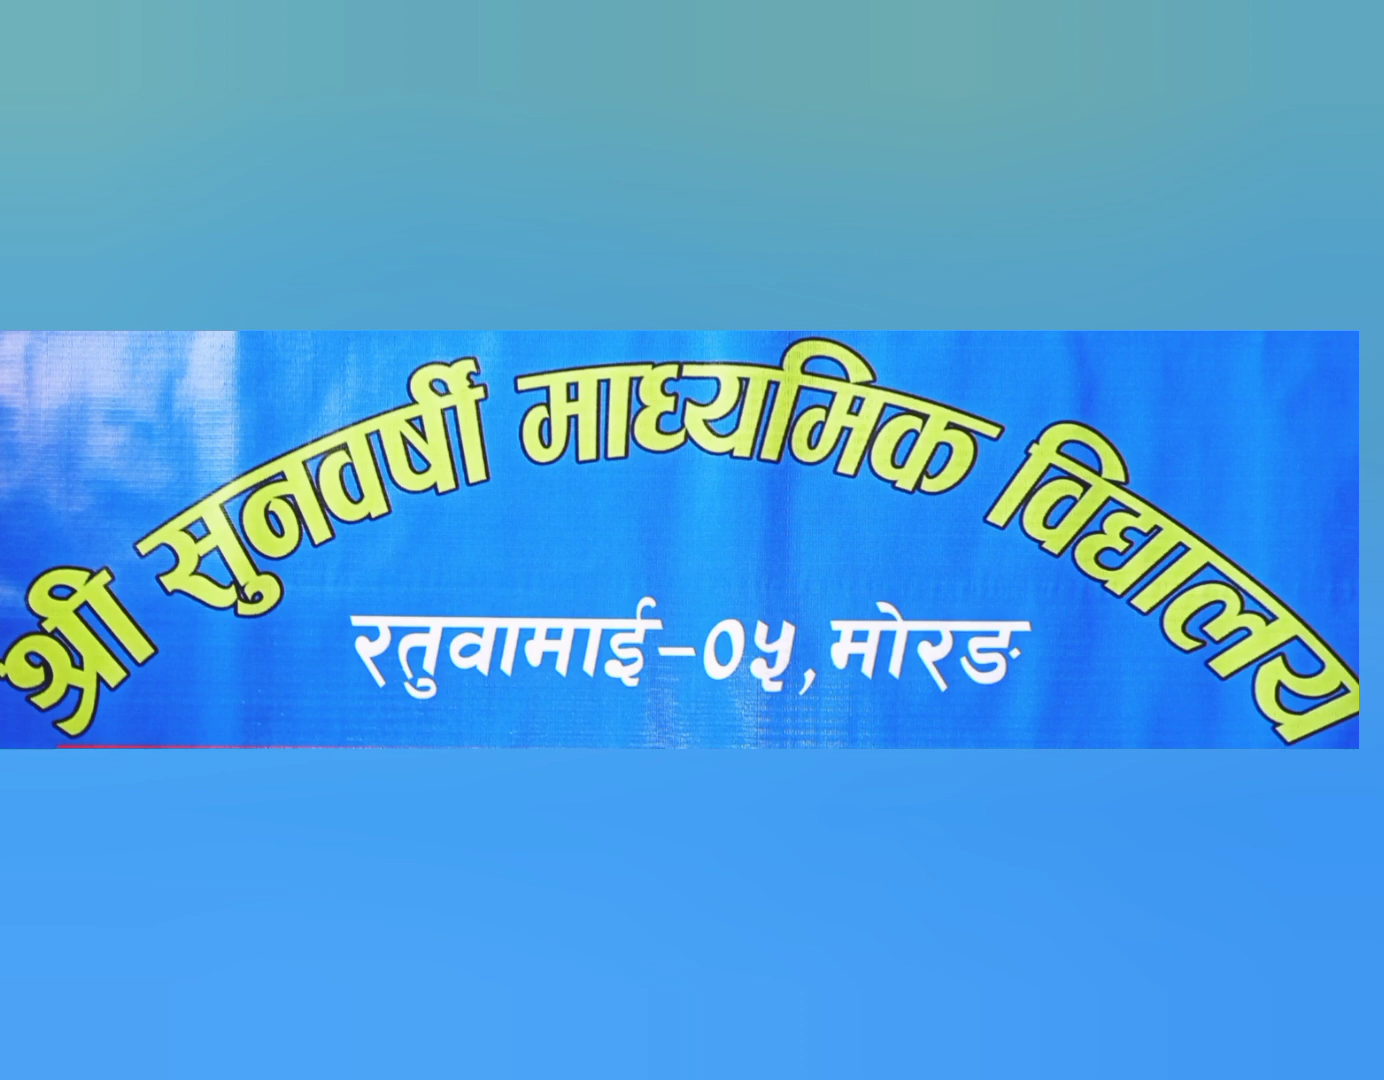 श्री सुनवर्षी माध्यमिक विद्यालय
रतुवामाई-०५, मोरङ